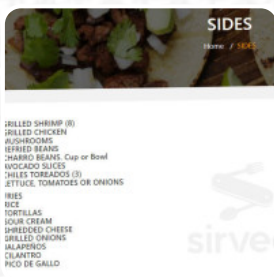 SIDES
Home / SIDES
GRILLED SHRIMP (8)
GRILLED CHICKEN
MUSHROOMS
REFRIED BEANS
CHARRO BEANS. Cup or Bowl
AVOCADO SLICES
CHILES TOREADOS (3)
LETTUCE, TOMATOES OR ONIONS
FRIES
RICE
TORTILLAS
SOUR CREAM
SHREDDED CHEESE
GRILLED ONIONS
JALAPEÑOS
CILANTRO
PICO DE GALLO
sirve